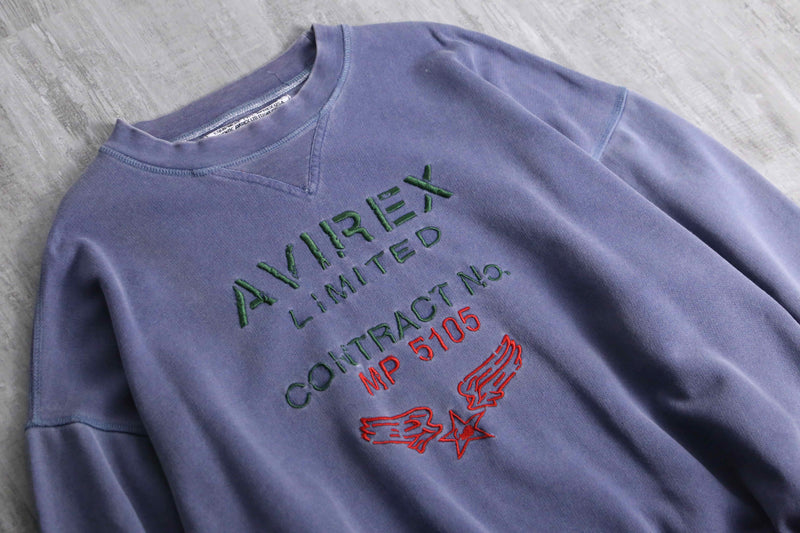 AVIREX
LiMITED
CONTRACT No.
MP 5105